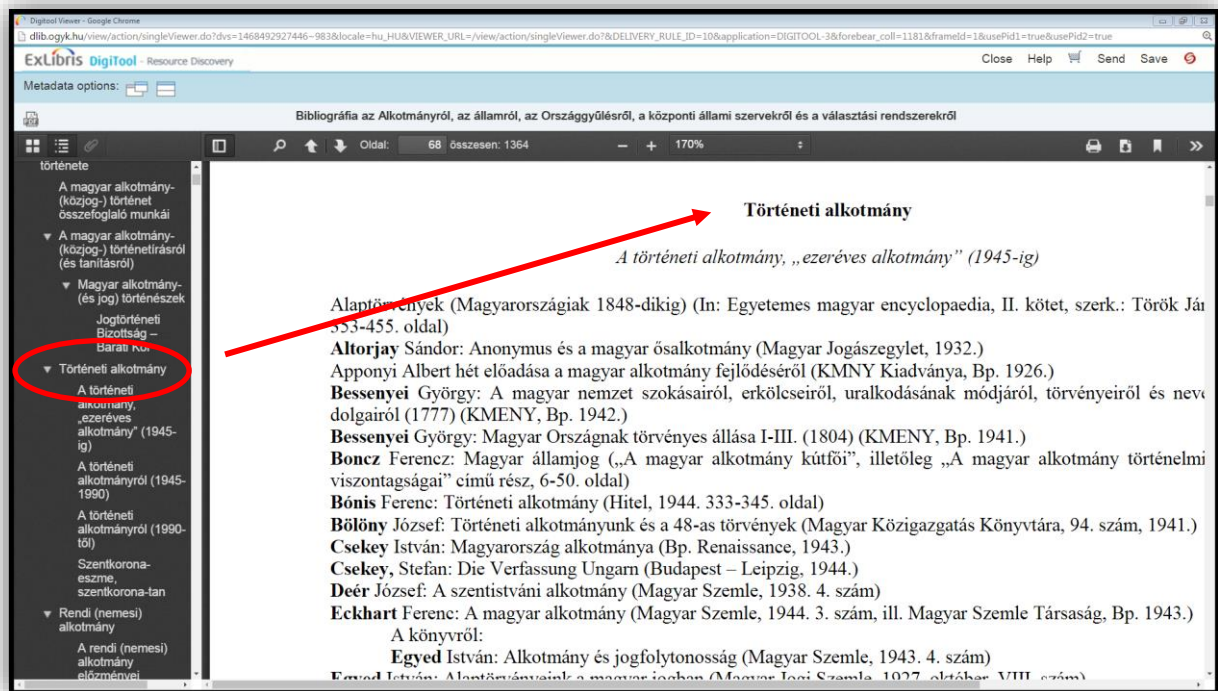 Digitool Viewer - Google Chrome
dlib.ogyk.hu/view/action/singleViewer.do?dvs=1468492927446~983&locale=hu_HU&VIEWER_URL=/view/action/singleViewer.do?&DELIVERY_RULE_ID=10&application=DIGITOOL-3&forebear_coll=1181&frameId=1&usePid1=true&usePid2=true
ExLibris DigiTool - Resource Discovery
Close Help Send Save
Metadata options:
Bibliográfia az Alkotmányról, az államról, az Országgyűlésről, a központi állami szervekről és a választási rendszerekről
Oldal: 68 összesen: 1364 − + 170%
története
A magyar alkotmány-
(közjog-) történet
összefoglaló munkái
A magyar alkotmány-
(közjog-) történetírásról
(és tanításról)
Magyar alkotmány-
(és jog) történészek
Jogtörténeti
Bizottság –
Baráti Kör
Történeti alkotmány
A történeti
alkotmány,
„ezeréves
alkotmány” (1945-
ig)
A történeti
alkotmányról (1945-
1990)
A történeti
alkotmányról (1990-
től)
Szentkorona-
eszme,
szentkorona-tan
Rendi (nemesi)
alkotmány
A rendi (nemesi)
alkotmány
előzményei
Történeti alkotmány
A történeti alkotmány, „ezeréves alkotmány” (1945-ig)
Alaptörvények (Magyarországiak 1848-dikig) (In: Egyetemes magyar encyclopaedia, II. kötet, szerk.: Török Já
353-455. oldal)
Altorjay Sándor: Anonymus és a magyar ősalkotmány (Magyar Jogászegylet, 1932.)
Apponyi Albert hét előadása a magyar alkotmány fejlődéséről (KMNY Kiadványa, Bp. 1926.)
Bessenyei György: A magyar nemzet szokásairól, erkölcseiről, uralkodásának módjáról, törvényeiről és neve
dolgairól (1777) (KMENY, Bp. 1942.)
Bessenyei György: Magyar Országnak törvényes állása I-III. (1804) (KMENY, Bp. 1941.)
Boncz Ferencz: Magyar államjog („A magyar alkotmány kútfői”, illetőleg „A magyar alkotmány történelmi
viszontagságai” című rész, 6-50. oldal)
Bónis Ferenc: Történeti alkotmány (Hitel, 1944. 333-345. oldal)
Bölöny József: Történeti alkotmányunk és a 48-as törvények (Magyar Közigazgatás Könyvtára, 94. szám, 1941.)
Csekey István: Magyarország alkotmánya (Bp. Renaissance, 1943.)
Csekey, Stefan: Die Verfassung Ungarn (Budapest – Leipzig, 1944.)
Deér József: A szentistváni alkotmány (Magyar Szemle, 1938. 4. szám)
Eckhart Ferenc: A magyar alkotmány (Magyar Szemle, 1944. 3. szám, ill. Magyar Szemle Társaság, Bp. 1943.)
A könyvről:
Egyed István: Alkotmány és jogfolytonosság (Magyar Szemle, 1943. 4. szám)
Egyed István: Alaptörvényeink a magyar jogban (Magyar Jogi Szemle, 1927. október, VIII. szám)